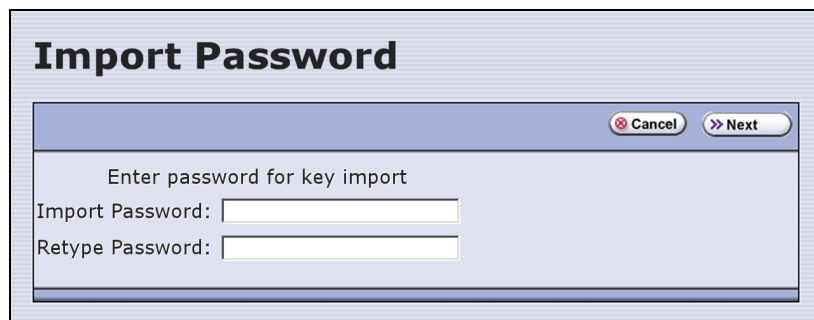 Import Password
Cancel Next
Enter password for key import
Import Password:
Retype Password: